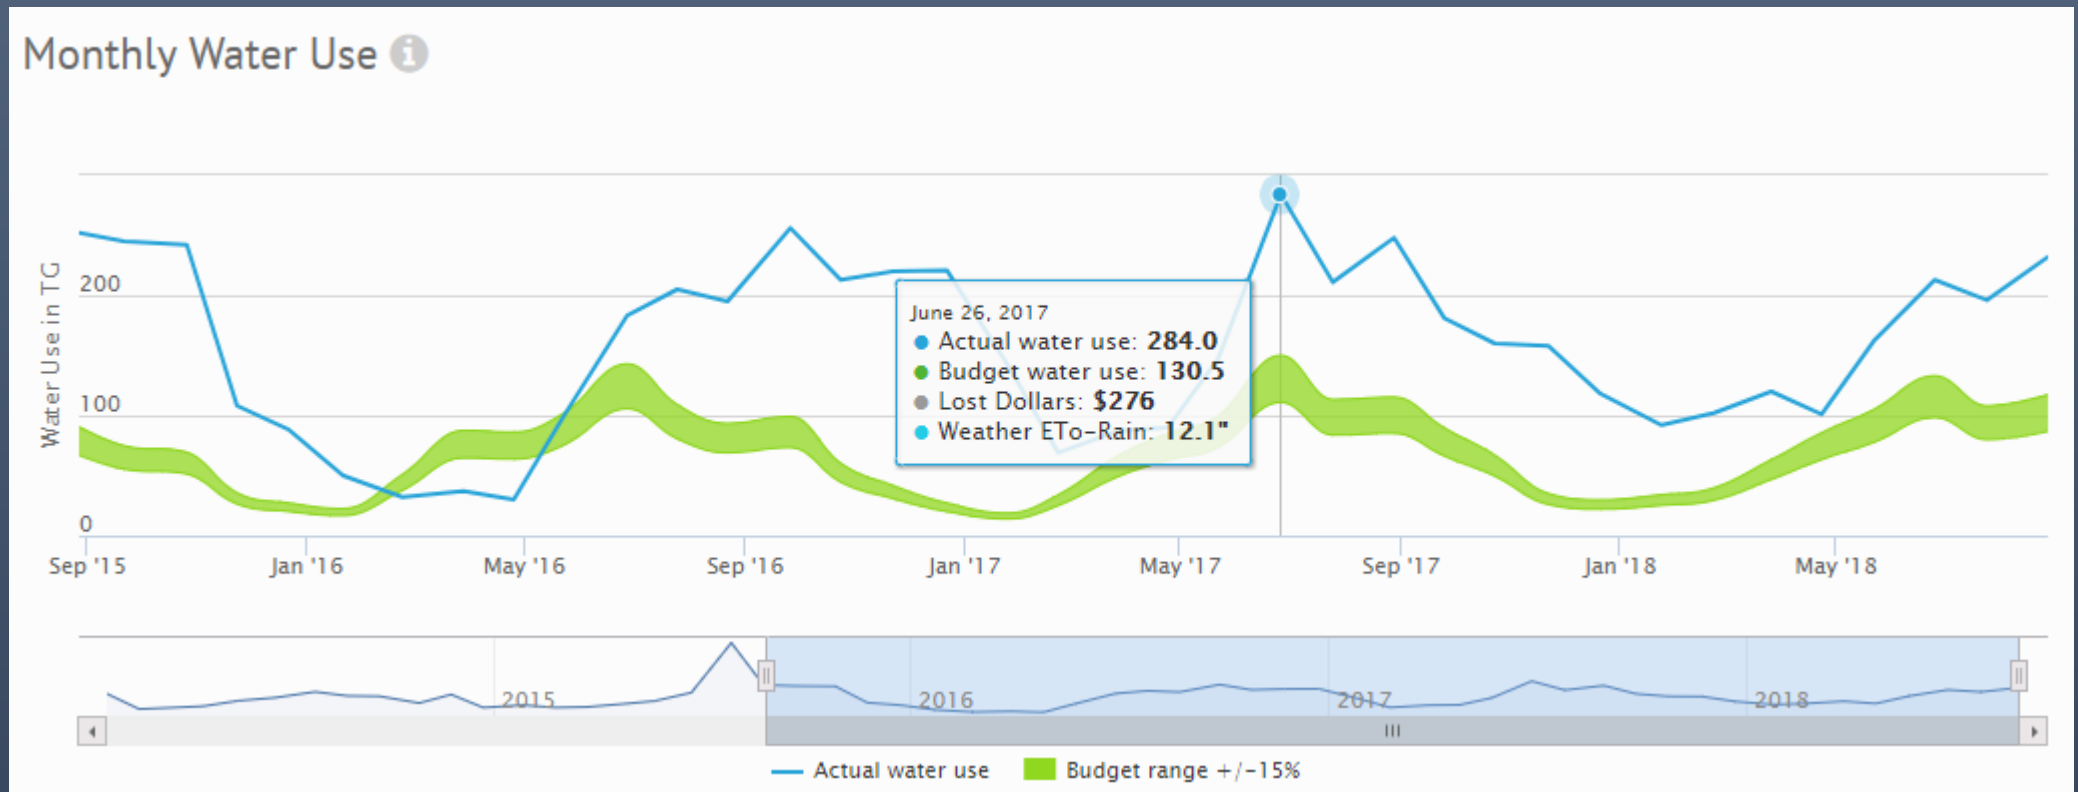 Monthly Water Use
Water Use in TG
200
100
0
June 26, 2017
Actual water use: 284.0
Budget water use: 130.5
Lost Dollars: $276
Weather ETo-Rain: 12.1"
Sep '15 Jan '16 May '16 Sep '16 Jan '17 May '17 Sep '17 Jan '18 May '18
2015 2016 2017 2018
Actual water use Budget range +/-15%